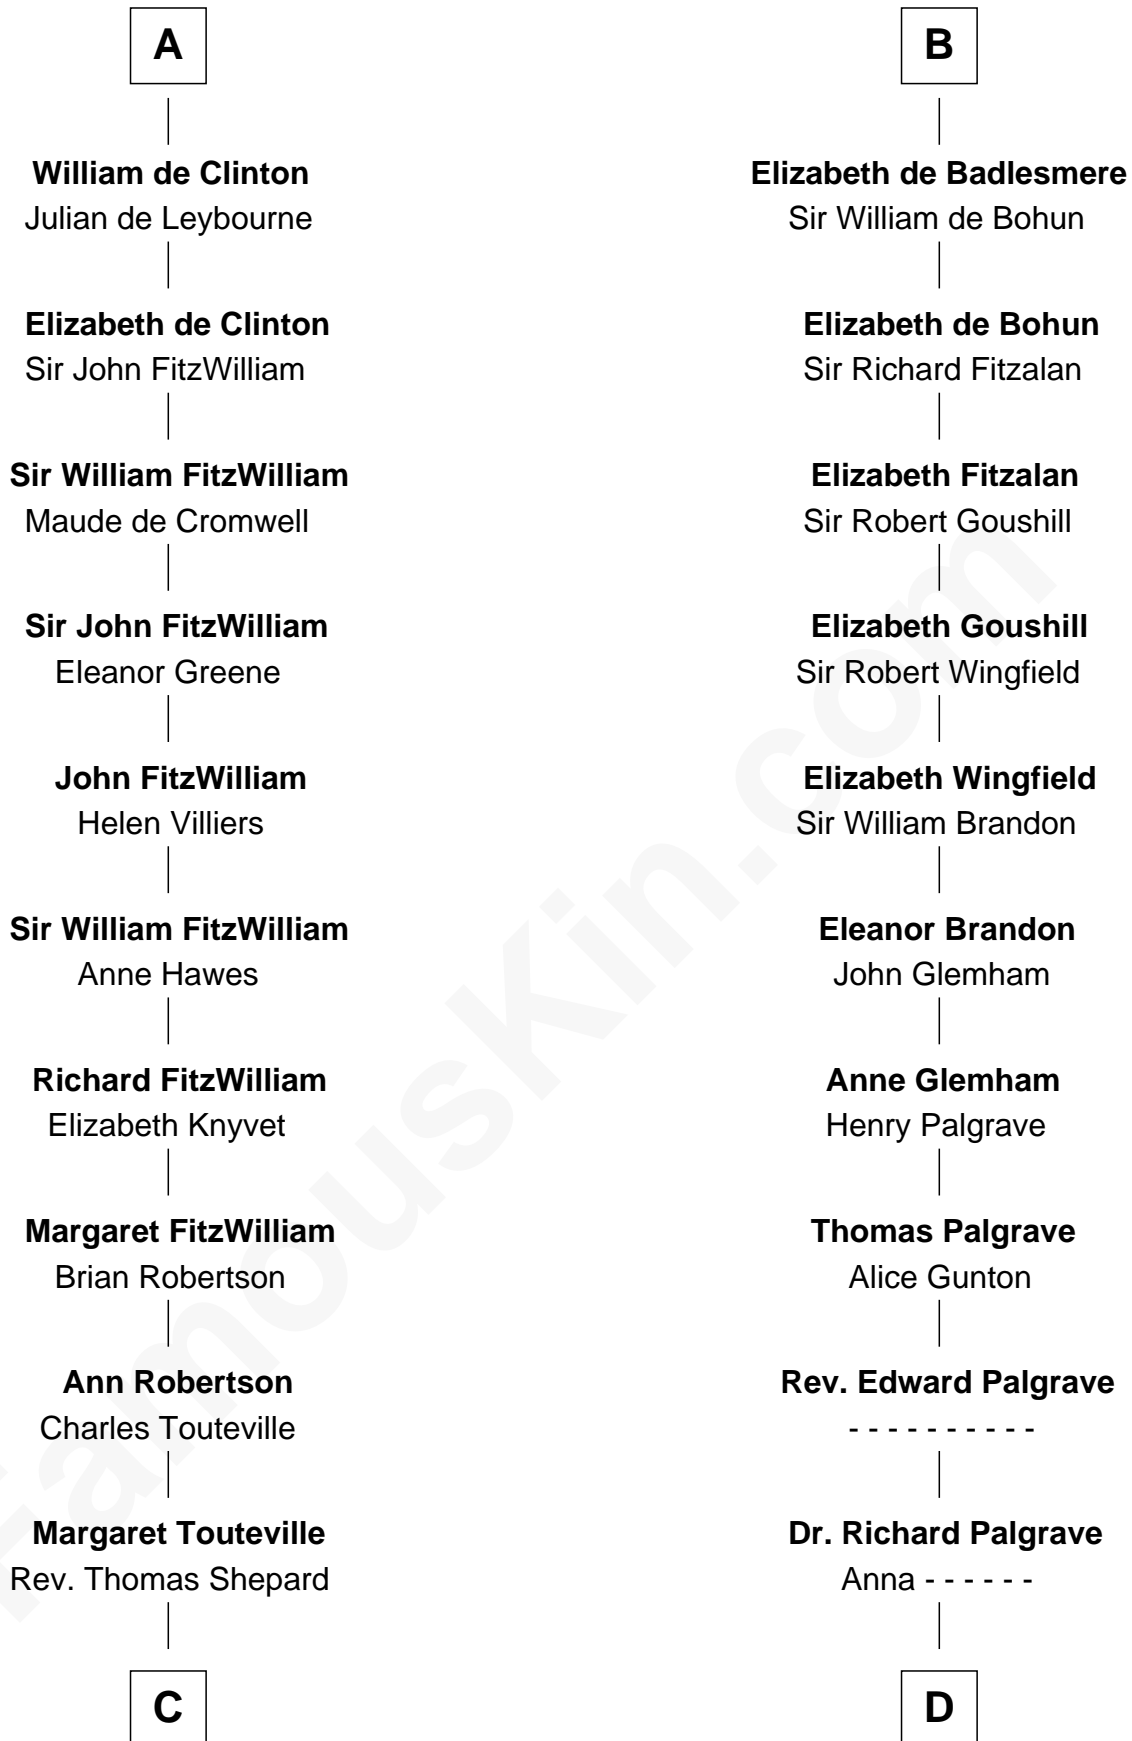 A
William de Clinton
Julian de Leybourne
Elizabeth de Clinton
Sir John FitzWilliam
Sir William FitzWilliam
Maude de Cromwell
Sir John FitzWilliam
Eleanor Greene
John FitzWilliam
Helen Villiers
Sir William FitzWilliam
Anne Hawes
Richard FitzWilliam
Elizabeth Knyvet
Margaret FitzWilliam
Brian Robertson
Ann Robertson
Charles Touteville
Margaret Touteville
Rev. Thomas Shepard
C
B
Elizabeth de Badlesmere
Sir William de Bohun
Elizabeth de Bohun
Sir Richard Fitzalan
Elizabeth Fitzalan
Sir Robert Goushill
Elizabeth Goushill
Sir Robert Wingfield
Elizabeth Wingfield
Sir William Brandon
Eleanor Brandon
John Glemham
Anne Glemham
Henry Palgrave
Thomas Palgrave
Alice Gunton
Rev. Edward Palgrave
- - - - - - - - - -
Dr. Richard Palgrave
Anna - - - - - -
D
FamousKin.com